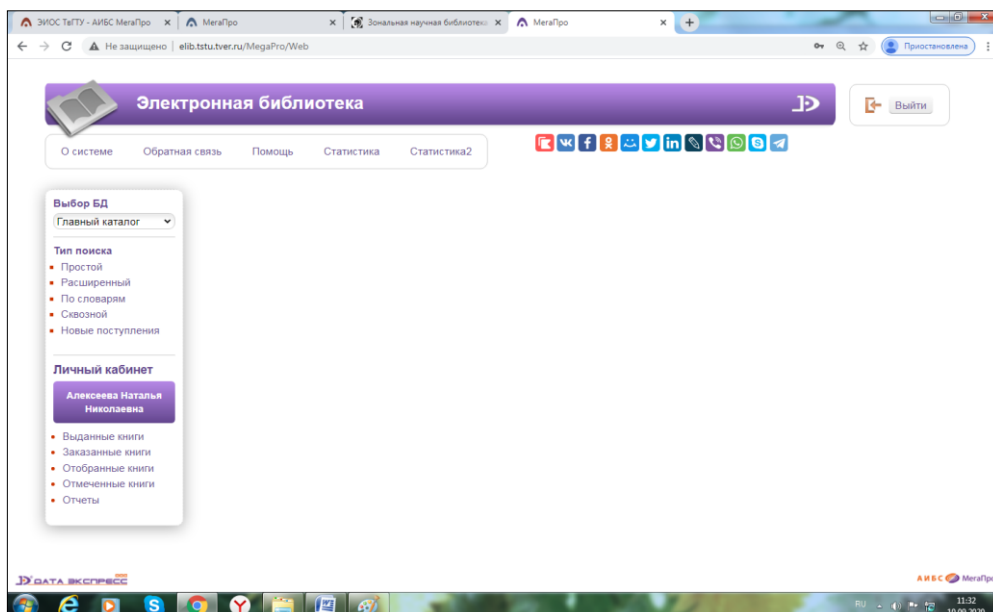 ЭИОС ТвГТУ - АИБС МегаПро
МегаПро
Зональная научная библиотека
МегаПро
Не защищено
elib.tstu.tver.ru/MegaPro/Web
Приостановлена
Электронная библиотека
Выйти
О системе
Обратная связь
Помощь
Статистика
Статистика2
Выбор БД
Главный каталог
Тип поиска
Простой
Расширенный
По словарям
Сквозной
Новые поступления
Личный кабинет
Алексеева Наталья
Николаевна
Выданные книги
Заказанные книги
Отобранные книги
Отмеченные книги
Отчеты
ДАТА ЭКСПРЕСС
АИБС МегаПро
RU
11:32
10.09.2020